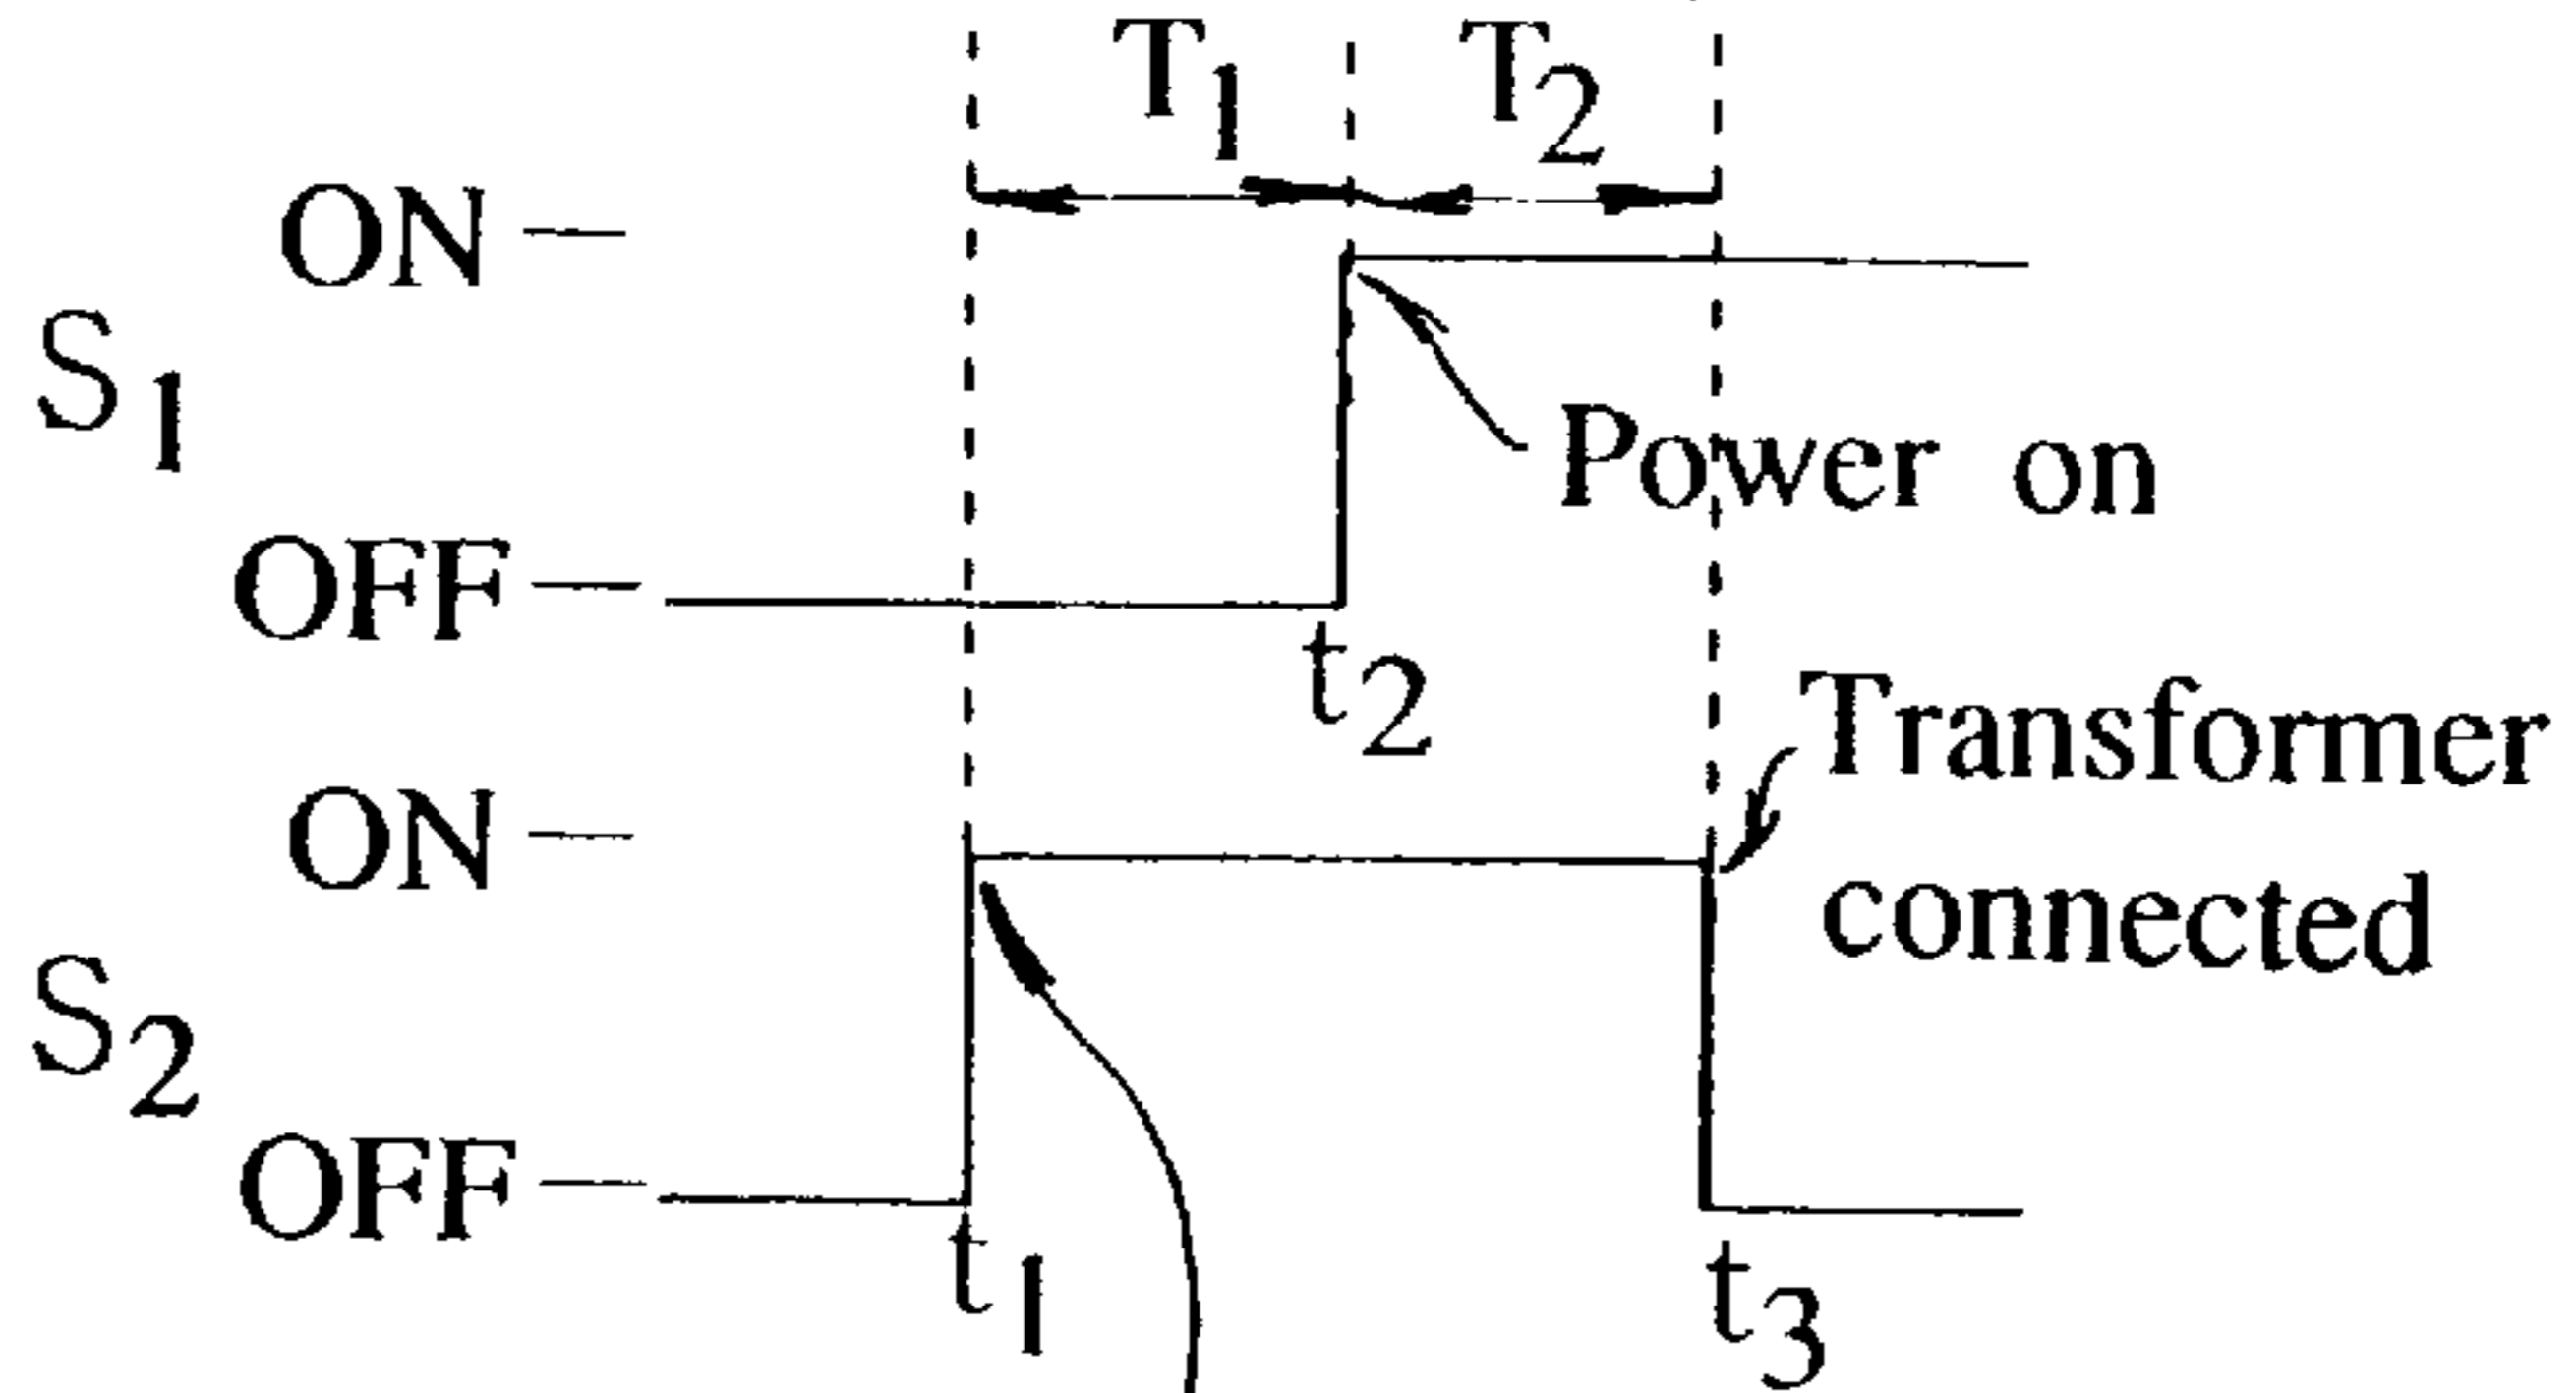 T1 T2
ON
S1
Power on
OFF
t2
Transformer
ON
connected
S2
OFF
t1
t3